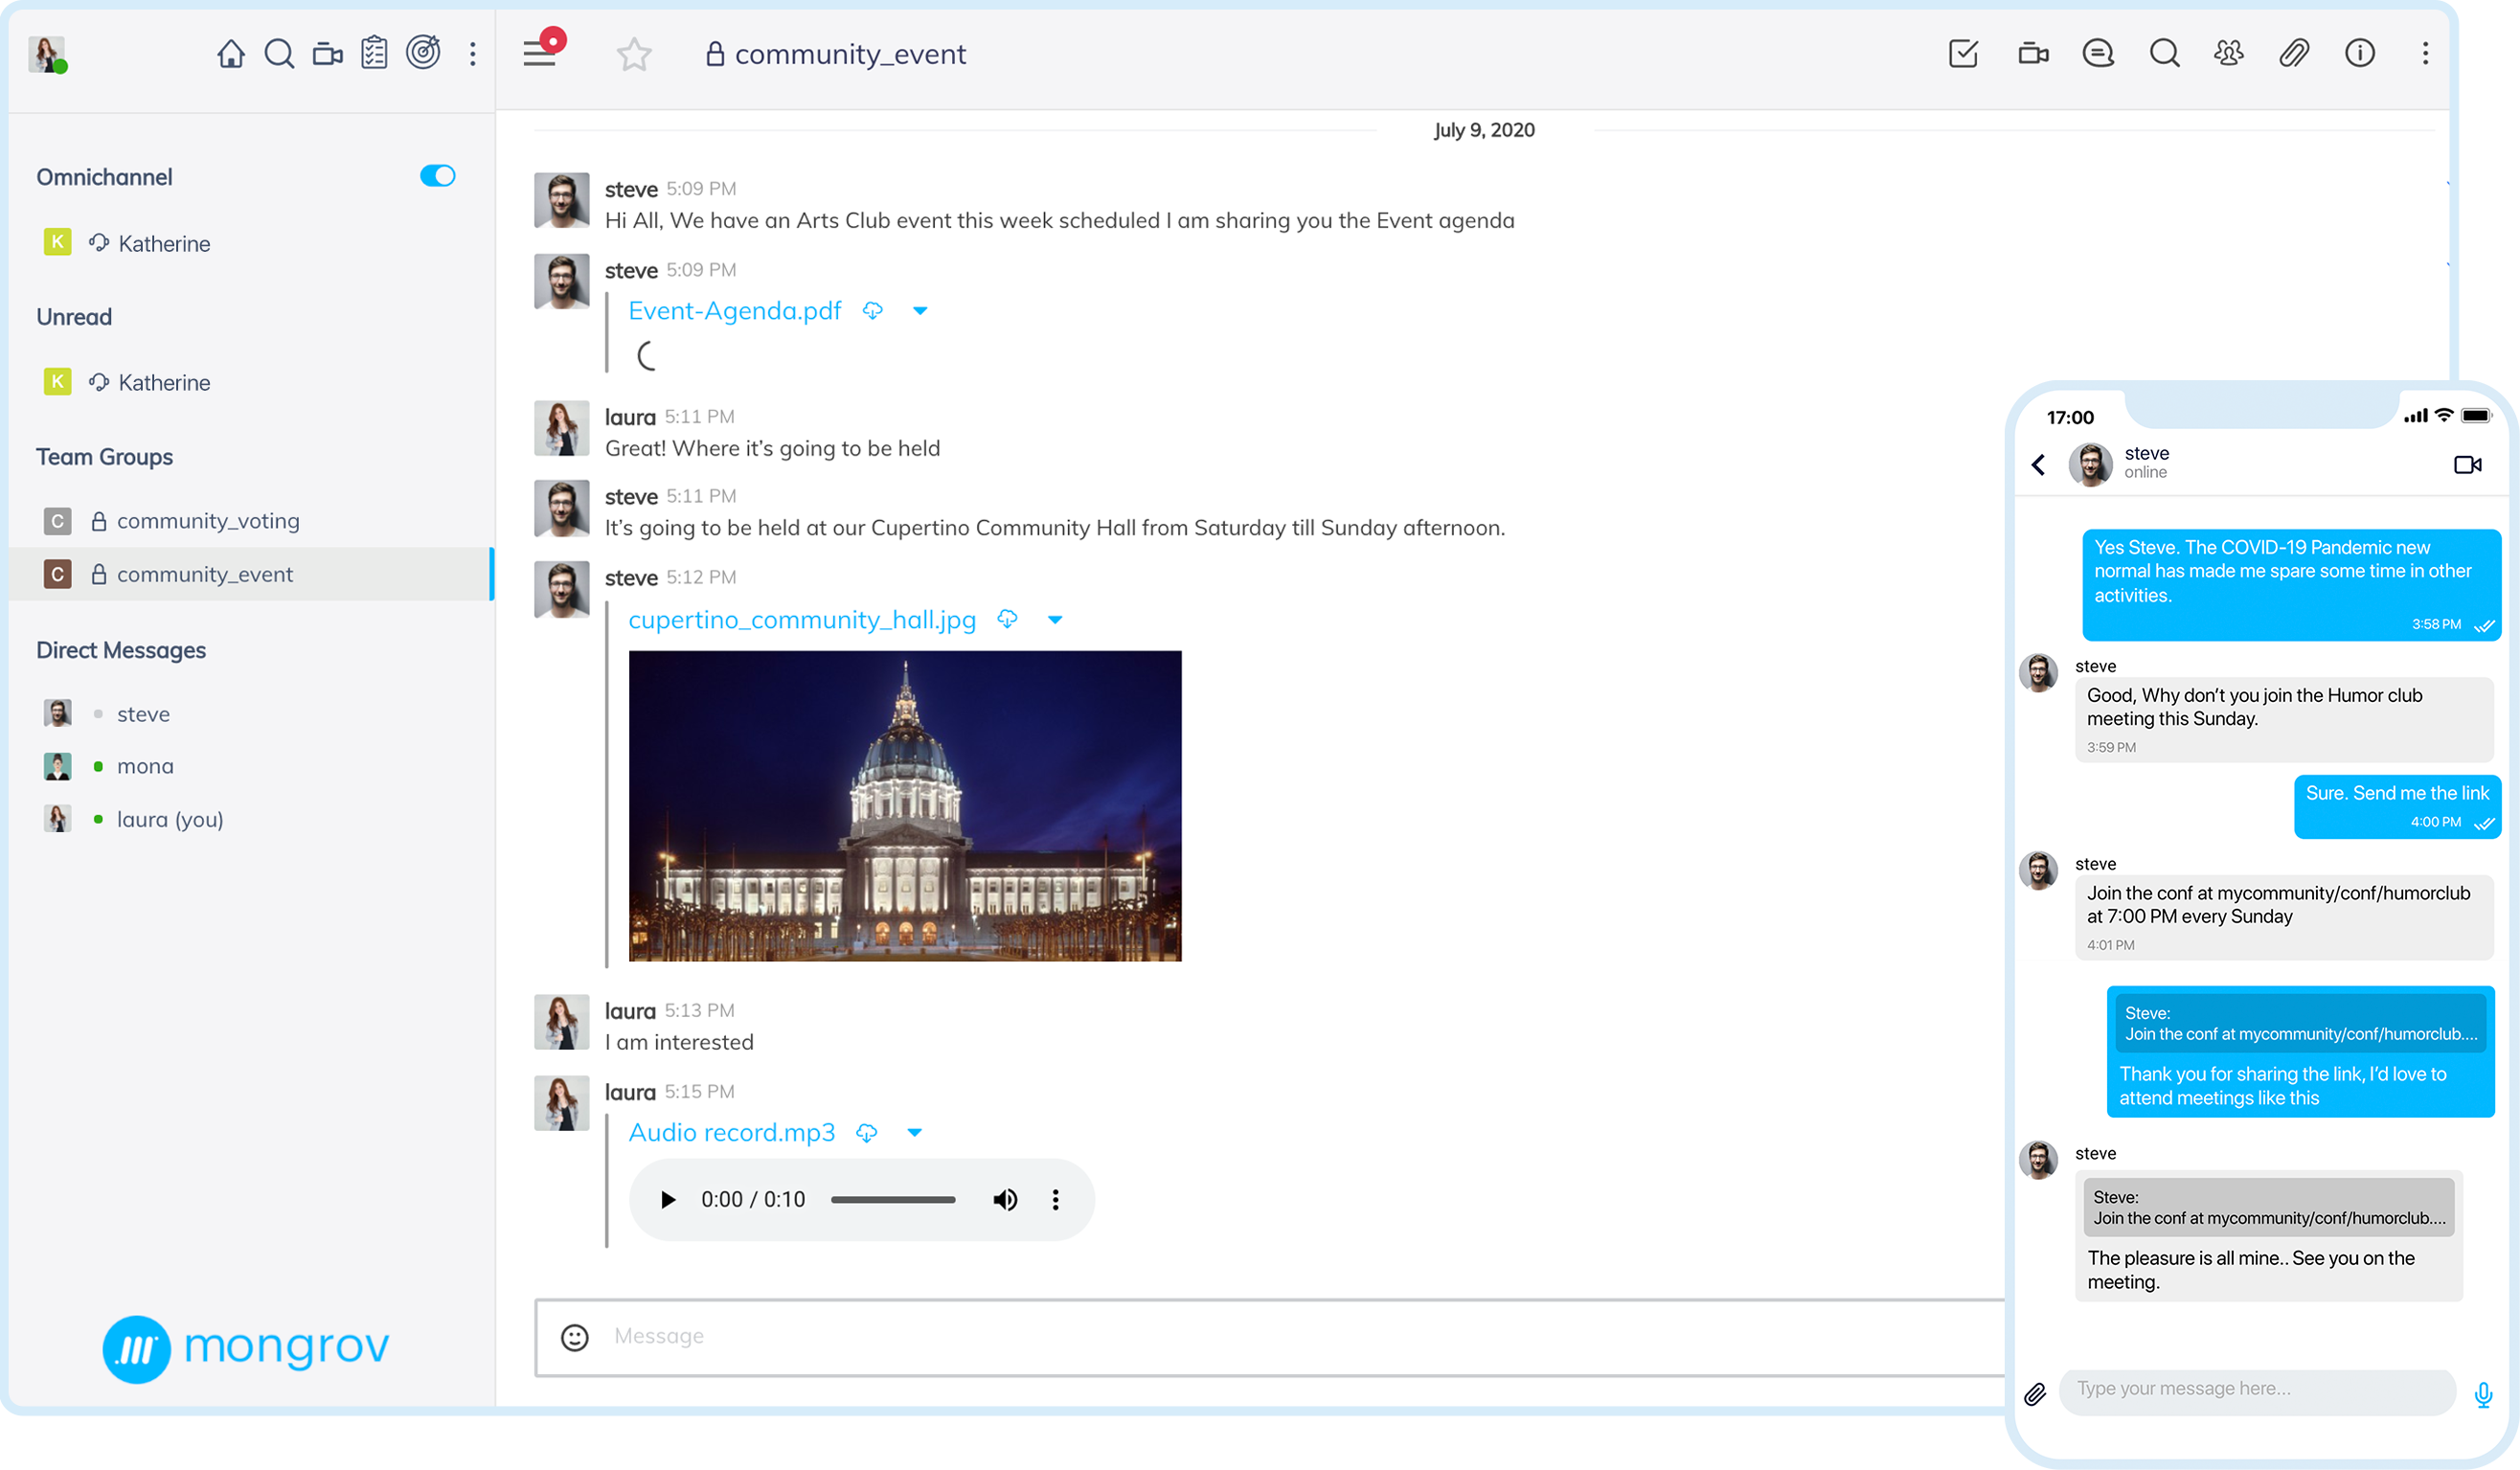 Omnichannel
K Katherine
Unread
K Katherine
Team Groups
C community_voting
C community_event
Direct Messages
steve
mona
laura (you)
mongrov
community_event
July 9, 2020
steve 5:09 PM
Hi All, We have an Arts Club event this week scheduled I am sharing you the Event agenda
steve 5:09 PM
Event-Agenda.pdf
laura 5:11 PM
Great! Where it's going to be held
steve 5:11 PM
It's going to be held at our Cupertino Community Hall from Saturday till Sunday afternoon.
steve 5:12 PM
cupertino_community_hall.jpg
laura 5:13 PM
I am interested
laura 5:15 PM
Audio record.mp3
0:00 / 0:10
Message
17:00
steve
online
Yes Steve. The COVID-19 Pandemic new
normal has made me spare some time in other
activities.
3:58 PM
steve
Good, Why don't you join the Humor club
meeting this Sunday.
3:59 PM
Sure. Send me the link
4:00 PM
steve
Join the conf at mycommunity/conf/humorclub
at 7:00 PM every Sunday
4:01 PM
Steve:
Join the conf at mycommunity/conf/humorclub....
Thank you for sharing the link, I'd love to
attend meetings like this
steve
Steve:
Join the conf at mycommunity/conf/humorclub....
The pleasure is all mine.. See you on the
meeting.
Type your message here...